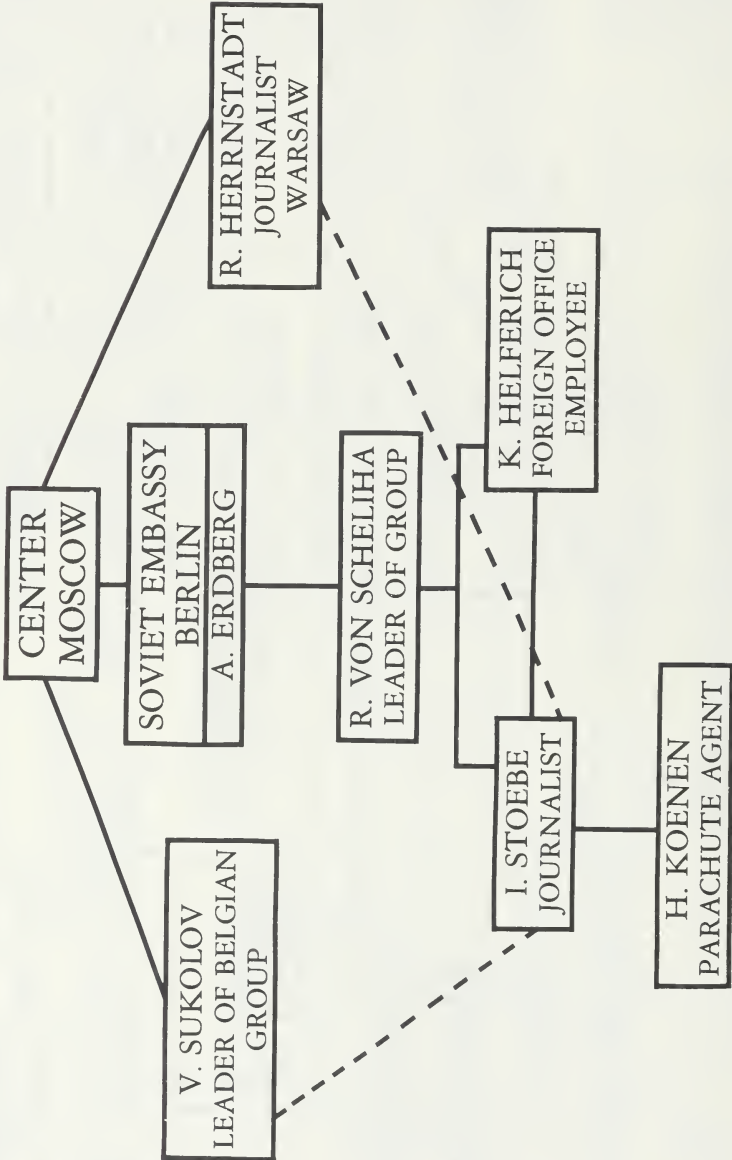 CENTER
MOSCOW
SOVIET EMBASSY
BERLIN
A. ERDBERG
V. SUKOLOV
LEADER OF BELGIAN
GROUP
R. HERRNSTADT
JOURNALIST
WARSAW
R. VON SCHELIHA
LEADER OF GROUP
I. STOEBE
JOURNALIST
K. HELFERICH
FOREIGN OFFICE
EMPLOYEE
H. KOENEN
PARACHUTE AGENT